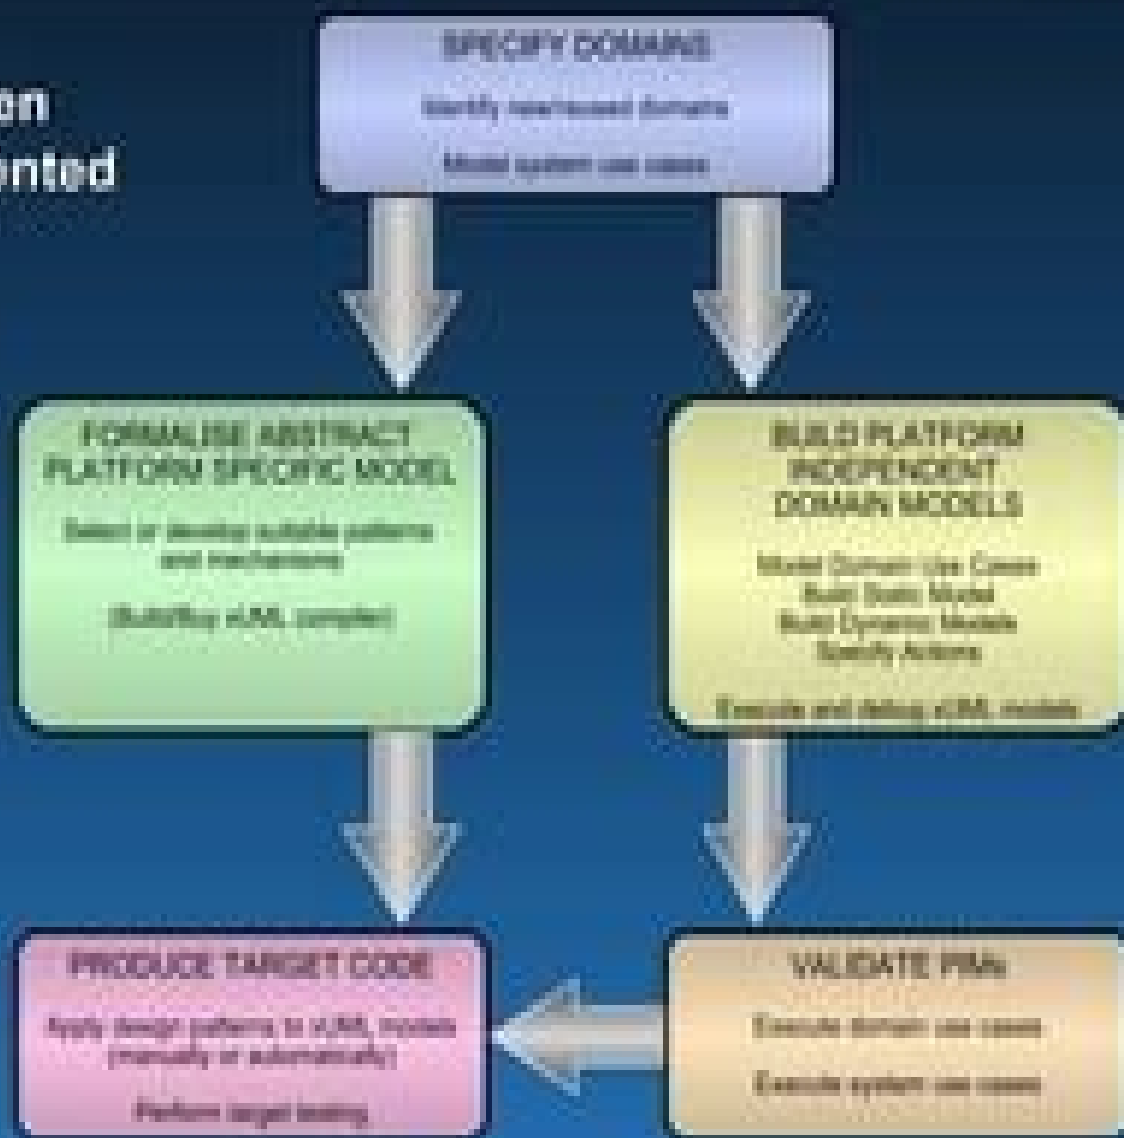 on
ented
SPECIFY DOMAINS
Identify new/reused domains
Model system use cases
FORMALISE ABSTRACT
PLATFORM SPECIFIC MODEL
Select or develop suitable patterns
and mechanisms
(Build/Buy xUML compiler)
BUILD PLATFORM
INDEPENDENT
DOMAIN MODELS
Model Domain Use Cases
Build Static Model
Build Dynamic Models
Specify Actions
Execute and debug xUML models
PRODUCE TARGET CODE
Apply design patterns to xUML models
(manually or automatically)
Perform target testing
VALIDATE PIMs
Execute domain use cases
Execute system use cases